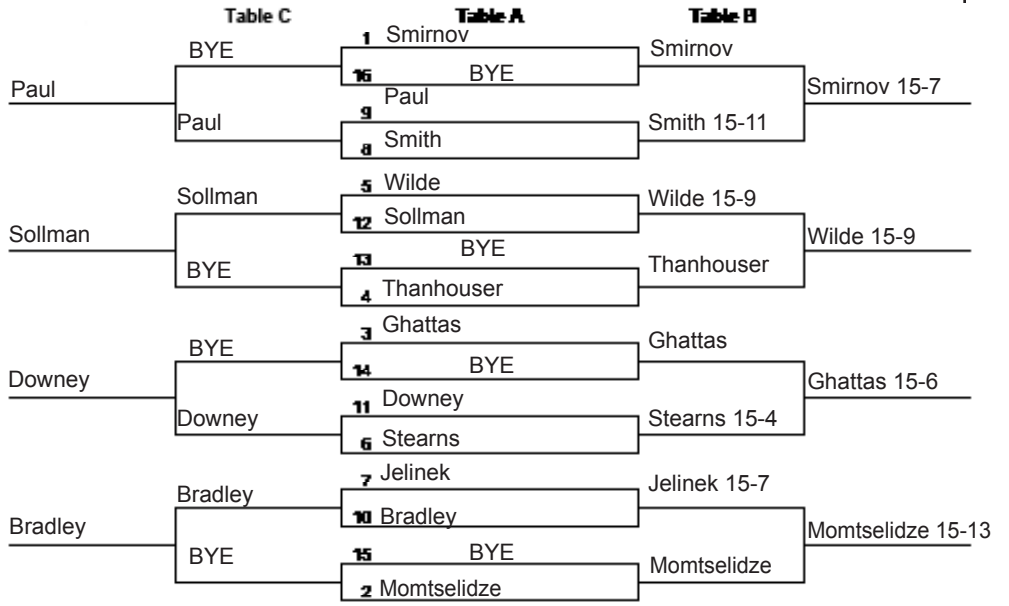 Table C Table A Table B
1 Smirnov
BYE Smirnov
16 BYE
Paul Smirnov 15-7
9 Paul
Paul Smith 15-11
8 Smith
5 Wilde
Sollman Wilde 15-9
12 Sollman
Sollman Wilde 15-9
13 BYE
BYE Thanhouser
4 Thanhouser
3 Ghattas
BYE Ghattas
14 BYE
Downey Ghattas 15-6
11 Downey
Downey Stearns 15-4
6 Stearns
7 Jelinek
Bradley Jelinek 15-7
10 Bradley
Bradley Momtselidze 15-13
15 BYE
BYE Momtselidze
2 Momtselidze